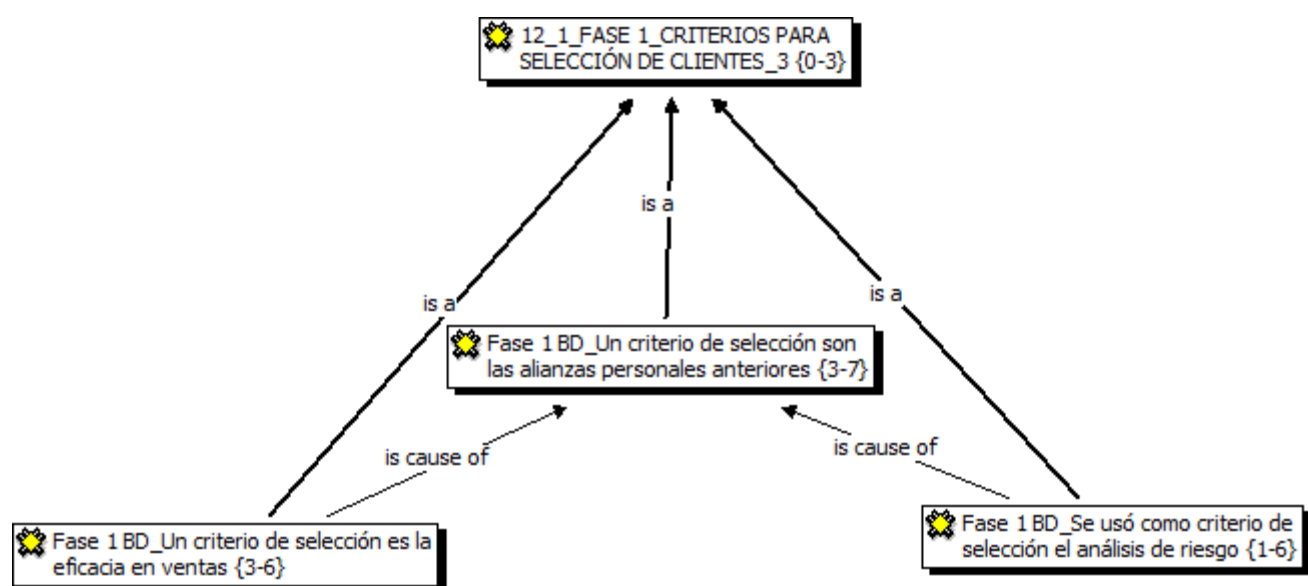 12_1_FASE 1_CRITERIOS PARA
SELECCIÓN DE CLIENTES_3 {0-3}
is a
is a
is a
Fase 1 BD_Un criterio de selección son
las alianzas personales anteriores {3-7}
is cause of
is cause of
Fase 1 BD_Un criterio de selección es la
eficacia en ventas {3-6}
Fase 1 BD_Se usó como criterio de
selección el análisis de riesgo {1-6}